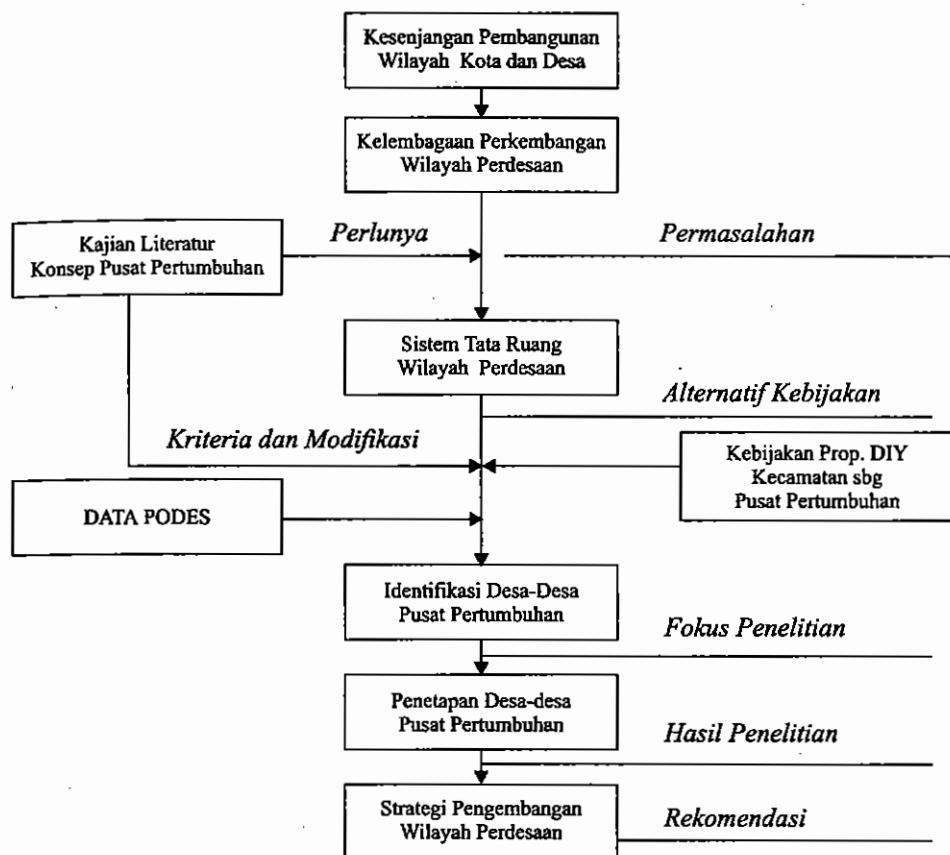 Kesenjangan Pembangunan
Wilayah Kota dan Desa
Kelembagaan Perkembangan
Wilayah Perdesaan
Kajian Literatur
Konsep Pusat Pertumbuhan
Perlunya
Permasalahan
Sistem Tata Ruang
Wilayah Perdesaan
Alternatif Kebijakan
Kriteria dan Modifikasi
Kebijakan Prop. DIY
Kecamatan sbg
Pusat Pertumbuhan
DATA PODES
Identifikasi Desa-Desa
Pusat Pertumbuhan
Fokus Penelitian
Penetapan Desa-desa
Pusat Pertumbuhan
Hasil Penelitian
Strategi Pengembangan
Wilayah Perdesaan
Rekomendasi